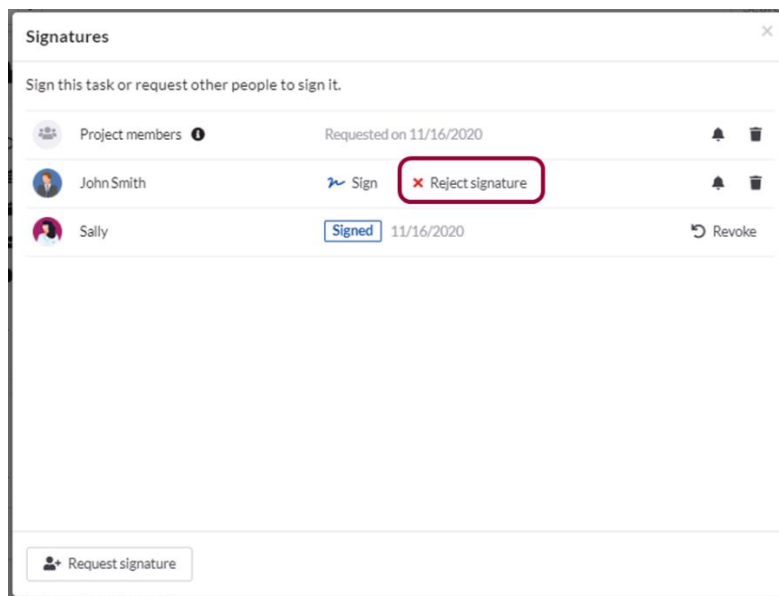 Signatures
Sign this task or request other people to sign it.
Project members Requested on 11/16/2020
John Smith Sign Reject signature
Sally Signed 11/16/2020 Revoke
Request signature